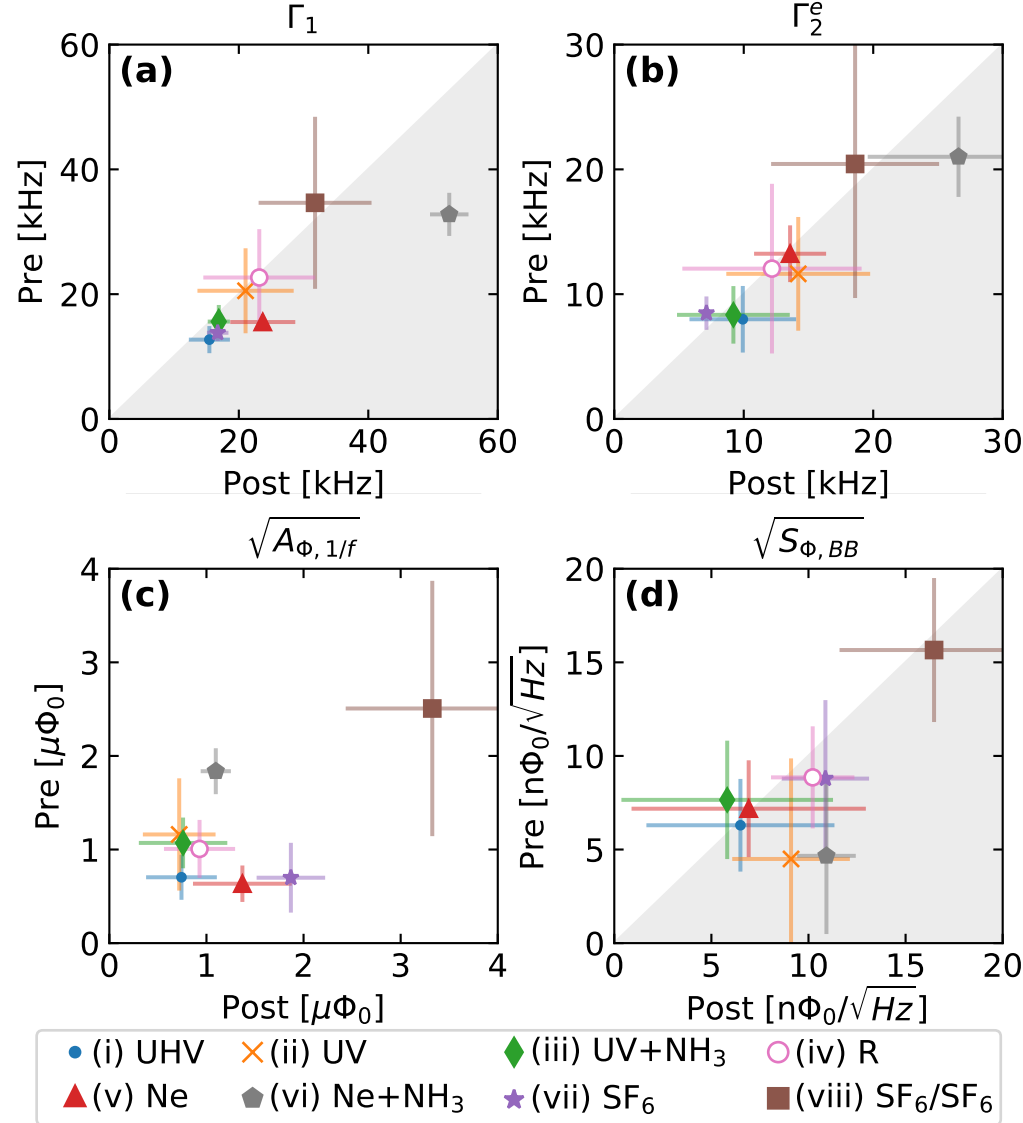 Γ₁
Γ₂ᵉ
(a)
60
40
20
0
Pre [kHz]
0 20 40 60
Post [kHz]
(b)
30
20
10
0
Pre [kHz]
0 10 20 30
Post [kHz]
√A_Φ, 1/f
√S_Φ, BB
(c)
4
3
2
1
0
Pre [μΦ₀]
0 1 2 3 4
Post [μΦ₀]
(d)
20
15
10
5
0
Pre [nΦ₀/√Hz]
0 5 10 15 20
Post [nΦ₀/√Hz]
(i) UHV (ii) UV (iii) UV+NH₃ (iv) R
(v) Ne (vi) Ne+NH₃ (vii) SF₆ (viii) SF₆/SF₆